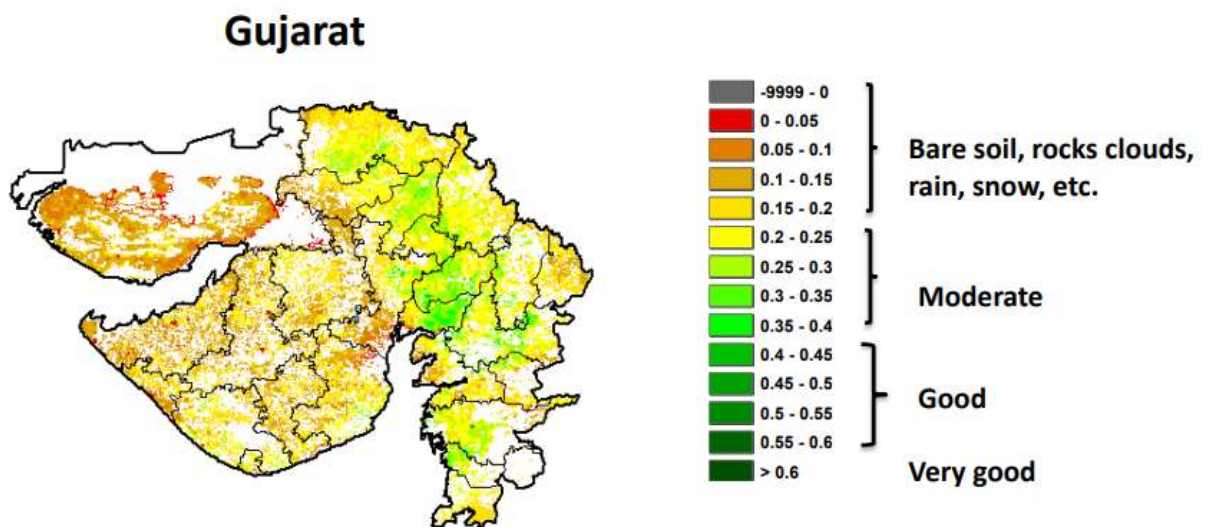 Gujarat
-9999 - 0
0 - 0.05
0.05 - 0.1
0.1 - 0.15
0.15 - 0.2
0.2 - 0.25
0.25 - 0.3
0.3 - 0.35
0.35 - 0.4
0.4 - 0.45
0.45 - 0.5
0.5 - 0.55
0.55 - 0.6
> 0.6
Bare soil, rocks clouds,
rain, snow, etc.
Moderate
Good
Very good